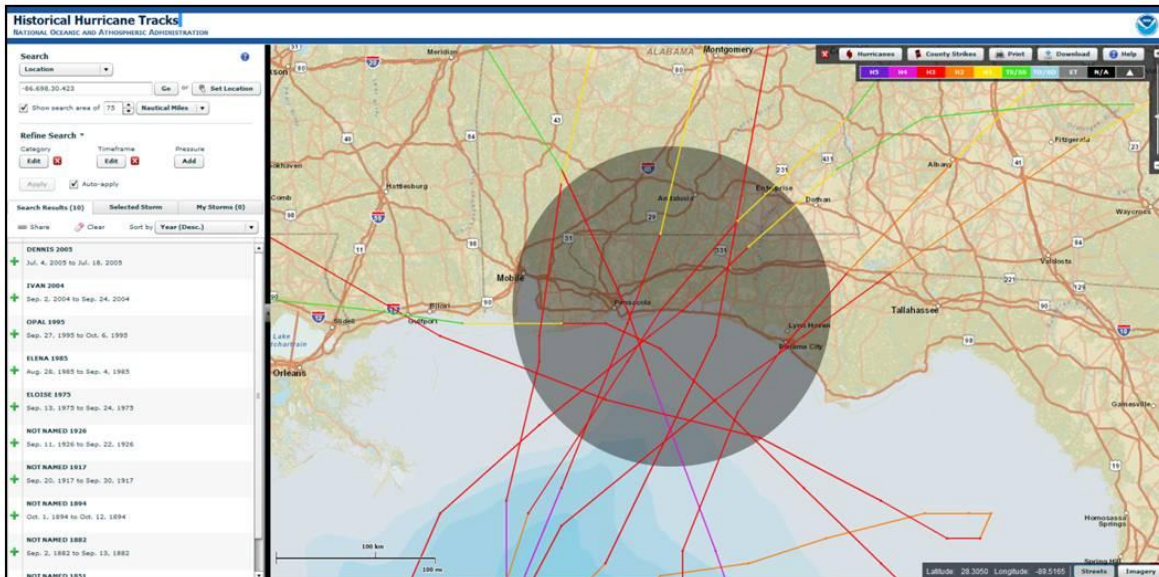 Historical Hurricane Tracks
NATIONAL OCEANIC AND ATMOSPHERIC ADMINISTRATION
Search
Location
-86.698,30.423
Go or Set Location
Show search area of 75 Nautical Miles
Refine Search
Category Timeframe Pressure
Edit Edit Add
Apply Auto-apply
Search Results (10) Selected Storm My Storms (0)
Share Clear Sort by Year (Desc.)
DENNIS 2005
Jul. 4, 2005 to Jul. 18, 2005
IVAN 2004
Sep. 2, 2004 to Sep. 24, 2004
OPAL 1995
Sep. 27, 1995 to Oct. 6, 1995
ELENA 1985
Aug. 28, 1985 to Sep. 4, 1985
ELOISE 1975
Sep. 13, 1975 to Sep. 24, 1975
NOT NAMED 1926
Sep. 11, 1926 to Sep. 22, 1926
NOT NAMED 1917
Sep. 20, 1917 to Sep. 30, 1917
NOT NAMED 1894
Oct. 1, 1894 to Oct. 12, 1894
NOT NAMED 1882
Sep. 2, 1882 to Sep. 13, 1882
NOT NAMED 1851
Hurricanes County Strikes Print Download Help
H5 H4 H3 H2 H1 TS/SS TD/SD ET N/A
Meridian
ALABAMA
Montgomery
Hattiesburg
Andalusia
Enterprise
Dothan
Albany
Fitzgerald
Waycross
Valdosta
Mobile
Pensacola
Biloxi
Gulfport
Slidell
Lynn Haven
Panama City
Tallahassee
Orleans
Gainesville
Homosassa
Springs
Spring Hill
100 km
100 mi
Latitude: 28.3050 Longitude: -89.5165 Streets Imagery